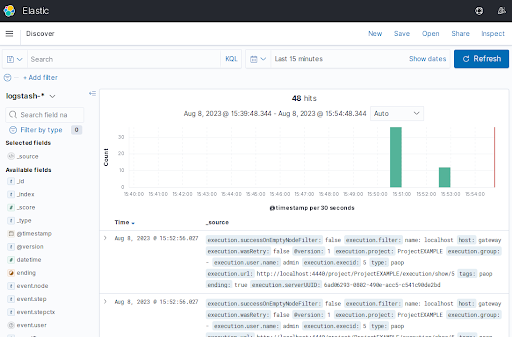 Elastic
Discover
New Save Open Share Inspect
Search KQL Last 15 minutes Show dates Refresh
+ Add filter
logstash-*
Search field na
Filter by type 0
Selected fields
_source
Available fields
t _id
t _index
# _score
t _type
@timestamp
t @version
# datetime
ending
t event.node
t event.step
t event.stepctx
t event.user
48 hits
Aug 8, 2023 @ 15:39:48.344 - Aug 8, 2023 @ 15:54:48.344 Auto
Count
30
20
10
0
15:40:00 15:41:00 15:42:00 15:43:00 15:44:00 15:45:00 15:46:00 15:47:00 15:48:00 15:49:00 15:50:00 15:51:00 15:52:00 15:53:00 15:54:00
@timestamp per 30 seconds
Time _source
Aug 8, 2023 @ 15:52:56.027 execution.successOnEmptyNodeFilter: false execution.filter: name: localhost host: gateway
execution.wasRetry: false @version: 1 execution.project: ProjectEXAMPLE execution.group:
- execution.user.name: admin execution.execid: 5 type: paop
execution.url: http://localhost:4440/project/ProjectEXAMPLE/execution/show/5 tags: paop
ending: true execution.serverUUID:
Aug 8, 2023 @ 15:52:56.027 execution.successOnEmptyNodeFilter: false execution.filter: name: localhost host: gateway
execution.wasRetry: false @version: 1 execution.project: ProjectEXAMPLE execution.group:
- execution.user.name: admin execution.execid: 5 type: paop